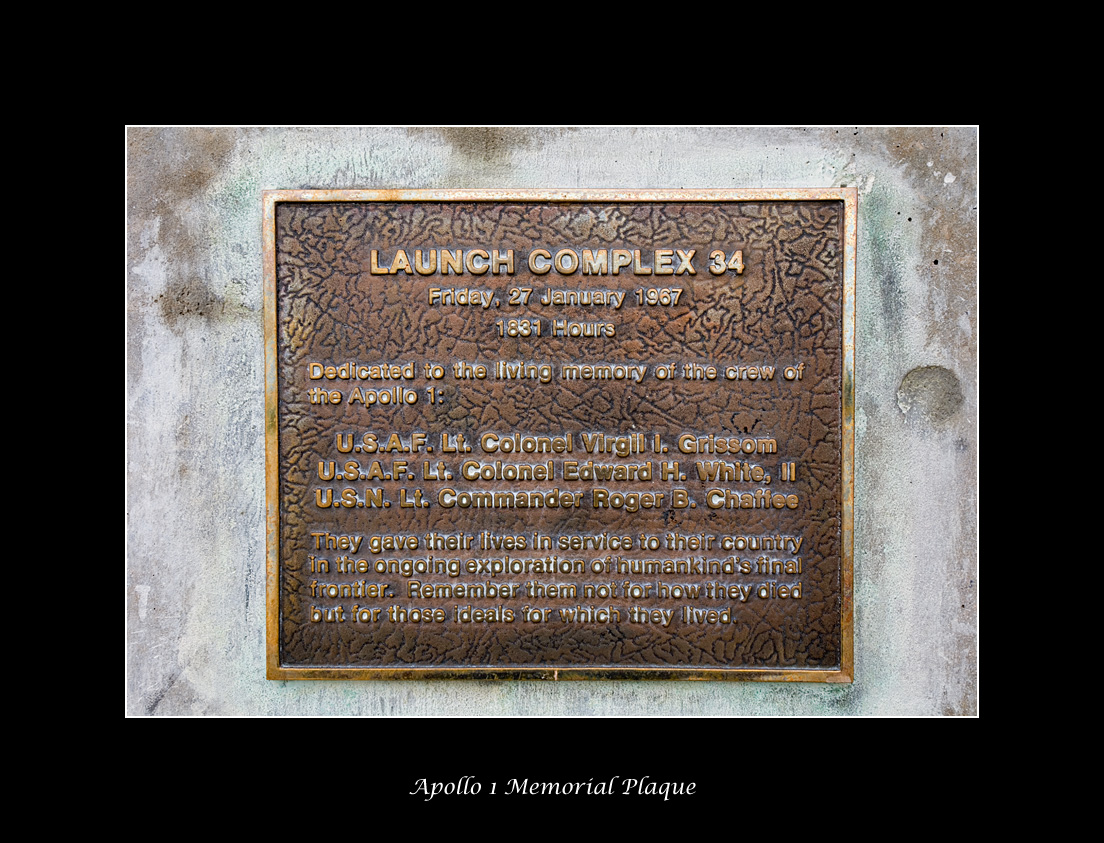 LAUNCH COMPLEX 34
Friday, 27 January 1967
1831 Hours
Dedicated to the living memory of the crew of
the Apollo 1:
U.S.A.F. Lt. Colonel Virgil I. Grissom
U.S.A.F. Lt. Colonel Edward H. White, II
U.S.N. Lt. Commander Roger B. Chaffee
They gave their lives in service to their country
in the ongoing exploration of humankind's final
frontier. Remember them not for how they died
but for those ideals for which they lived.
Apollo 1 Memorial Plaque